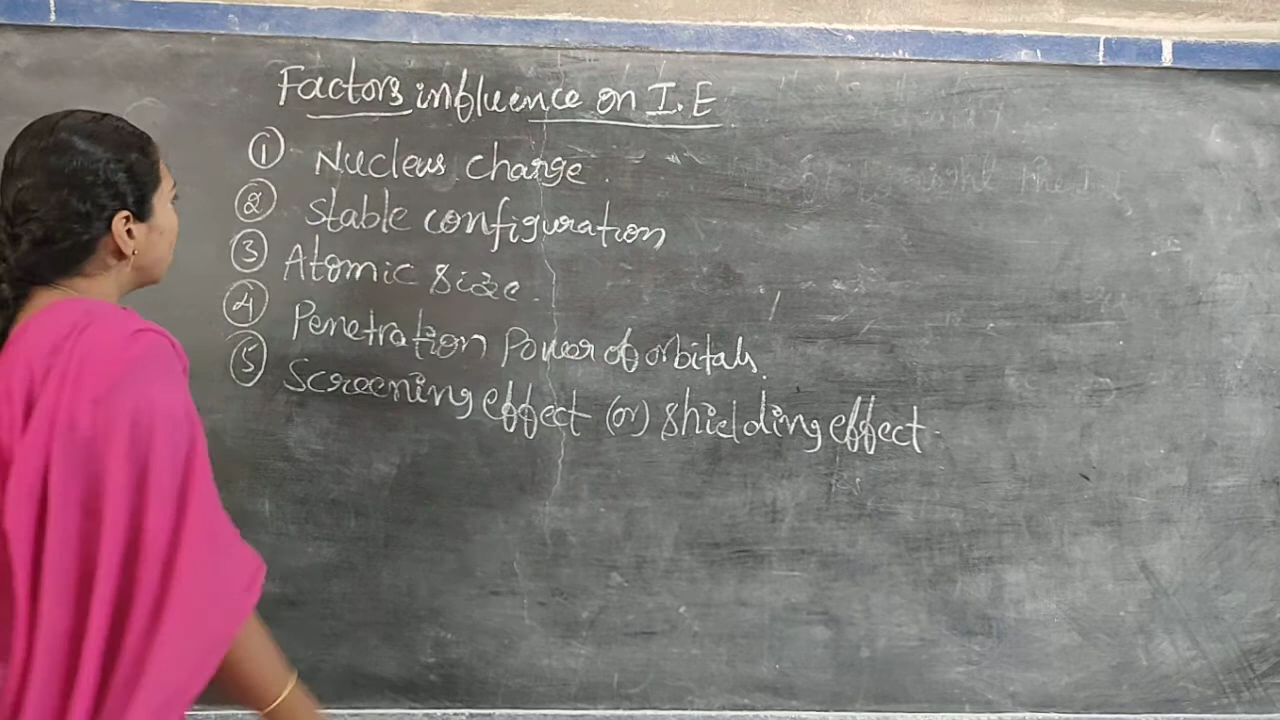 Factors influence on I.E
① Nucleus charge.
② Stable configuration
③ Atomic size.
④ Penetration Power of orbitals.
⑤ Screening effect (or) shielding effect.